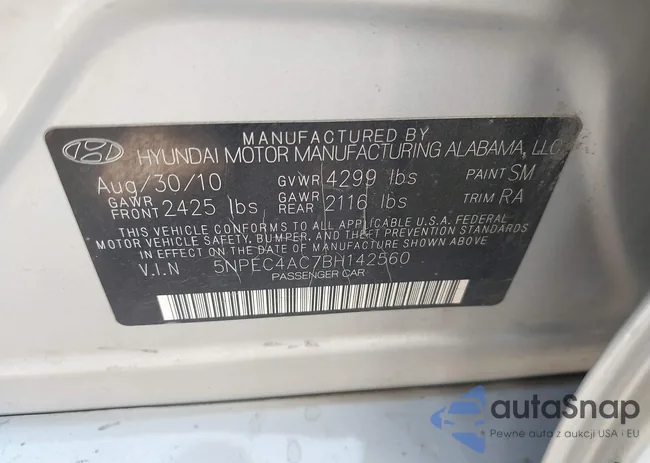 MANUFACTURED BY
HYUNDAI MOTOR MANUFACTURING ALABAMA, LLC
Aug/30/10 GVWR 4299 lbs PAINT SM
GAWR FRONT 2425 lbs GAWR REAR 2116 lbs TRIM RA
THIS VEHICLE CONFORMS TO ALL APPLICABLE U.S.A. FEDERAL
MOTOR VEHICLE SAFETY, BUMPER, AND THEFT PREVENTION STANDARDS
IN EFFECT ON THE DATE OF MANUFACTURE SHOWN ABOVE.
V.I.N 5NPEC4AC7BH142560
PASSENGER CAR
autaSnap
Pewne auto z aukcji USA i EU